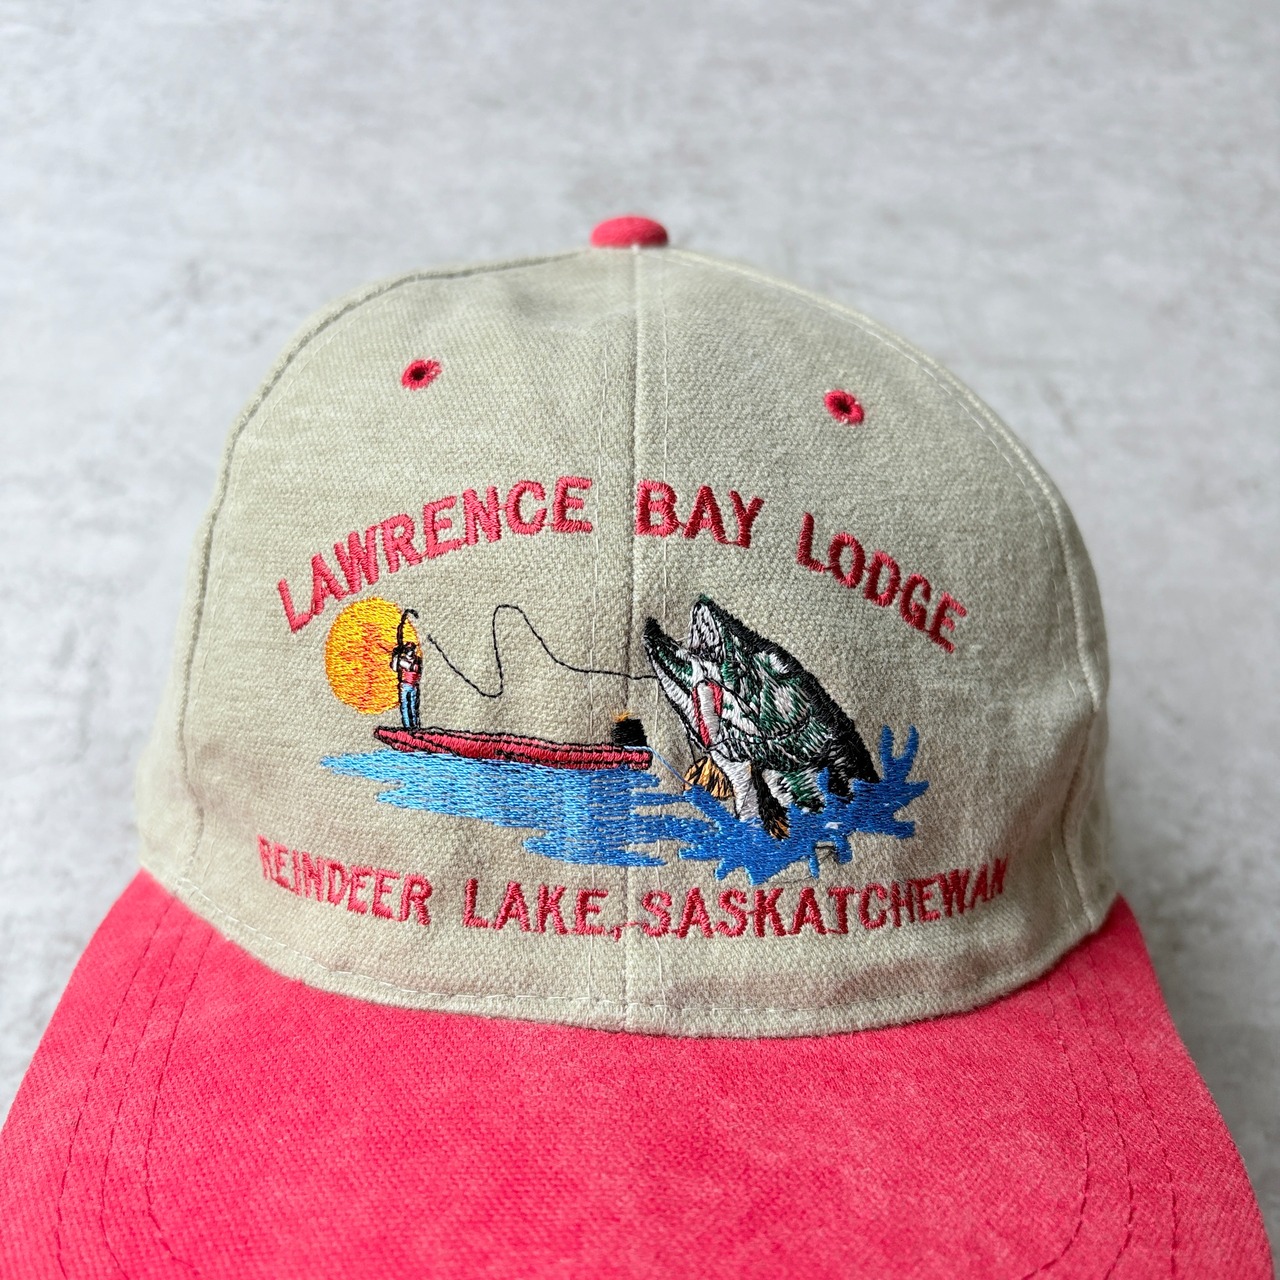 LAWRENCE BAY LODGE
REINDEER LAKE, SASKATCHEWAN